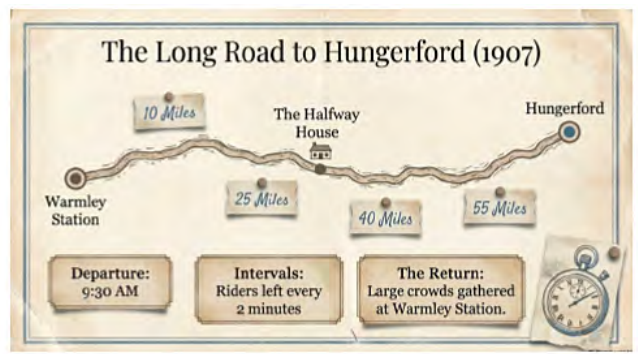 The Long Road to Hungerford (1907)
10 Miles
The Halfway
House
Hungerford
Warmley
Station
25 Miles
40 Miles
55 Miles
Departure:
9:30 AM
Intervals:
Riders left every
2 minutes
The Return:
Large crowds gathered
at Warmley Station.